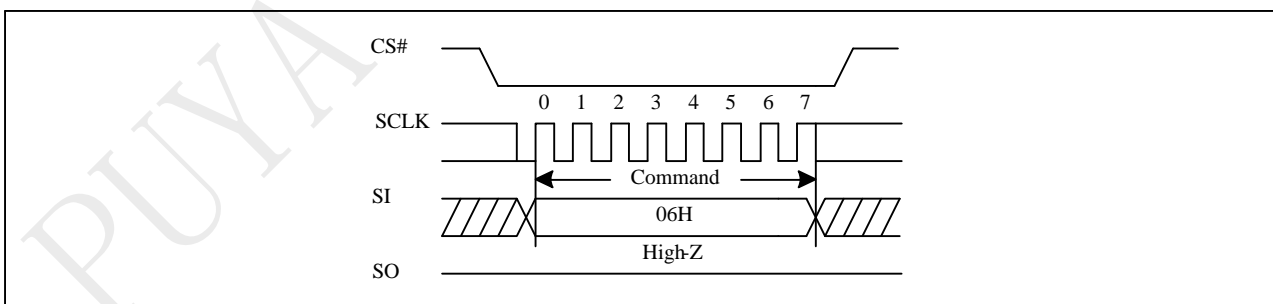 CS#
0 1 2 3 4 5 6 7
SCLK
Command
SI
06H
High-Z
SO
PUYA